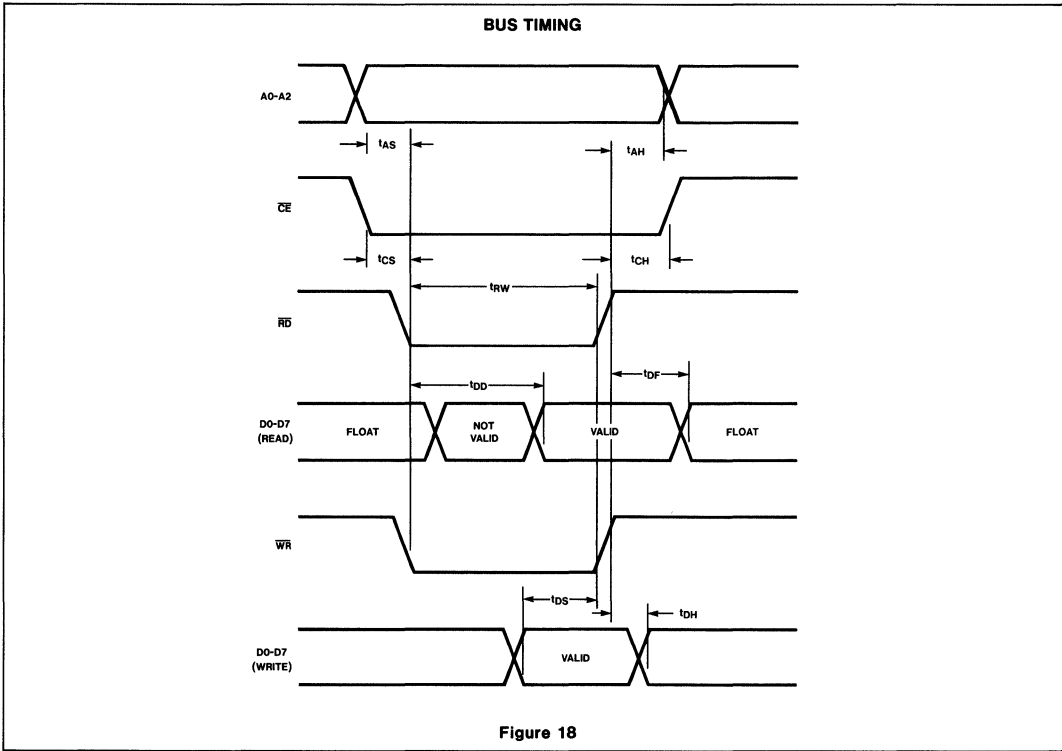 BUS TIMING
A0-A2
tAS
tAH
CE
tCS
tCH
tRW
RD
tDD
tDF
D0-D7
(READ)
FLOAT
NOT
VALID
VALID
FLOAT
WR
tDS
tDH
D0-D7
(WRITE)
VALID
Figure 18